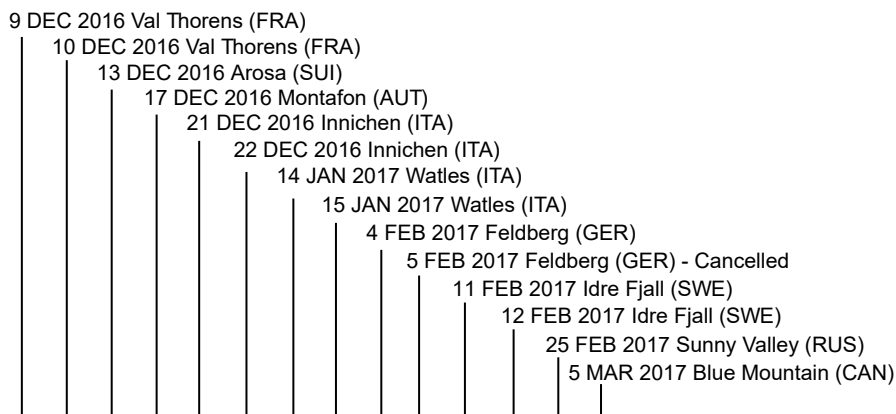 9 DEC 2016 Val Thorens (FRA)
10 DEC 2016 Val Thorens (FRA)
13 DEC 2016 Arosa (SUI)
17 DEC 2016 Montafon (AUT)
21 DEC 2016 Innichen (ITA)
22 DEC 2016 Innichen (ITA)
14 JAN 2017 Watles (ITA)
15 JAN 2017 Watles (ITA)
4 FEB 2017 Feldberg (GER)
5 FEB 2017 Feldberg (GER) - Cancelled
11 FEB 2017 Idre Fjall (SWE)
12 FEB 2017 Idre Fjall (SWE)
25 FEB 2017 Sunny Valley (RUS)
5 MAR 2017 Blue Mountain (CAN)